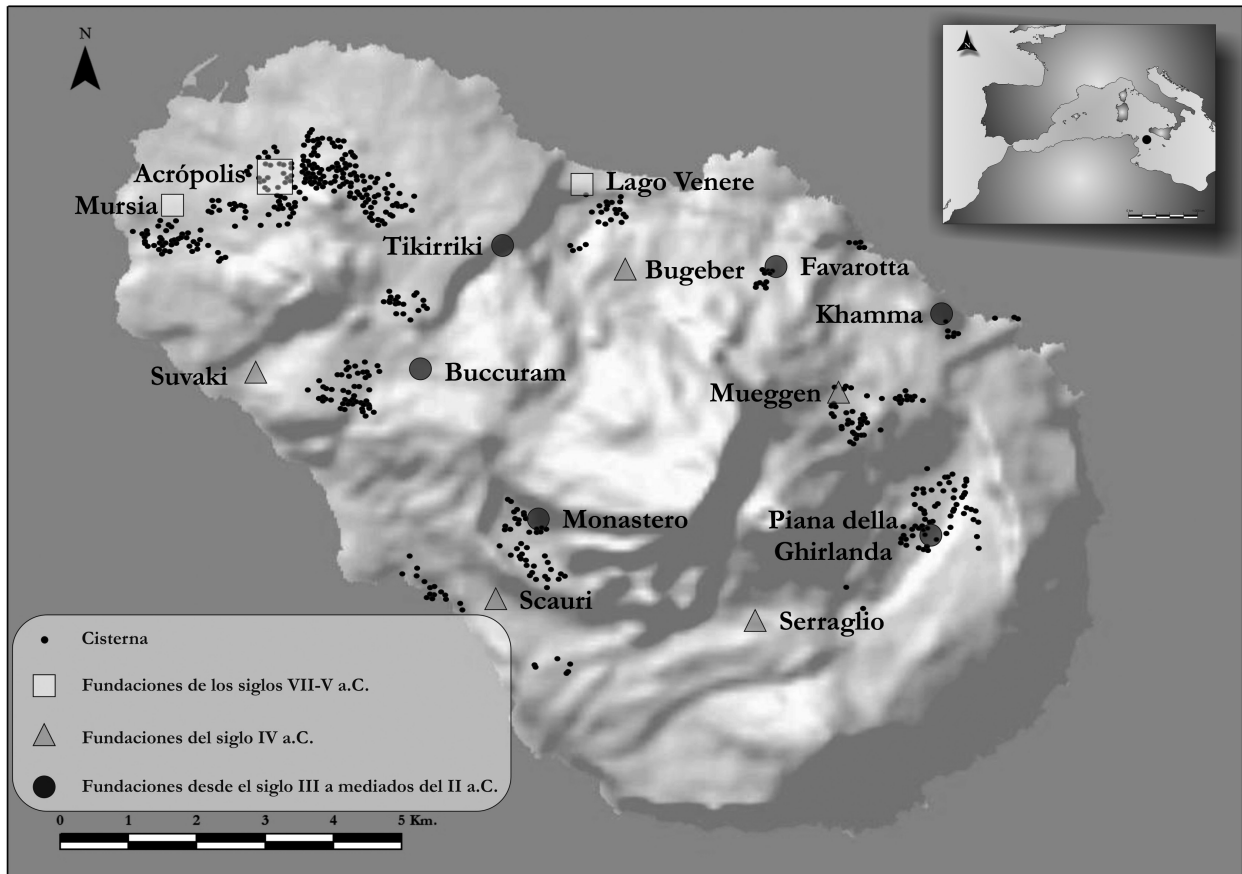 N
N
Acrópolis
Lago Venere
Mursia
Tikirriki
Bugeber
Favarotta
Khamma
Suvaki
Buccuram
Mueggen
Monastero
Piana della
Ghirlanda
Scauri
Serraglio
Cisterna
Fundaciones de los siglos VII-V a.C.
Fundaciones del siglo IV a.C.
Fundaciones desde el siglo III a mediados del II a.C.
0 1 2 3 4 5 Km.